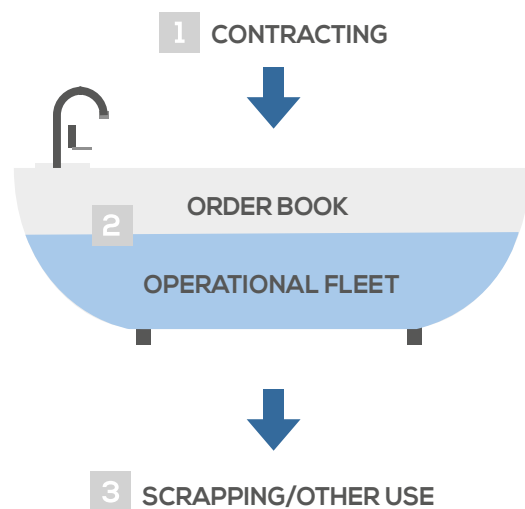 1 CONTRACTING
ORDER BOOK
2
OPERATIONAL FLEET
3 SCRAPPING/OTHER USE